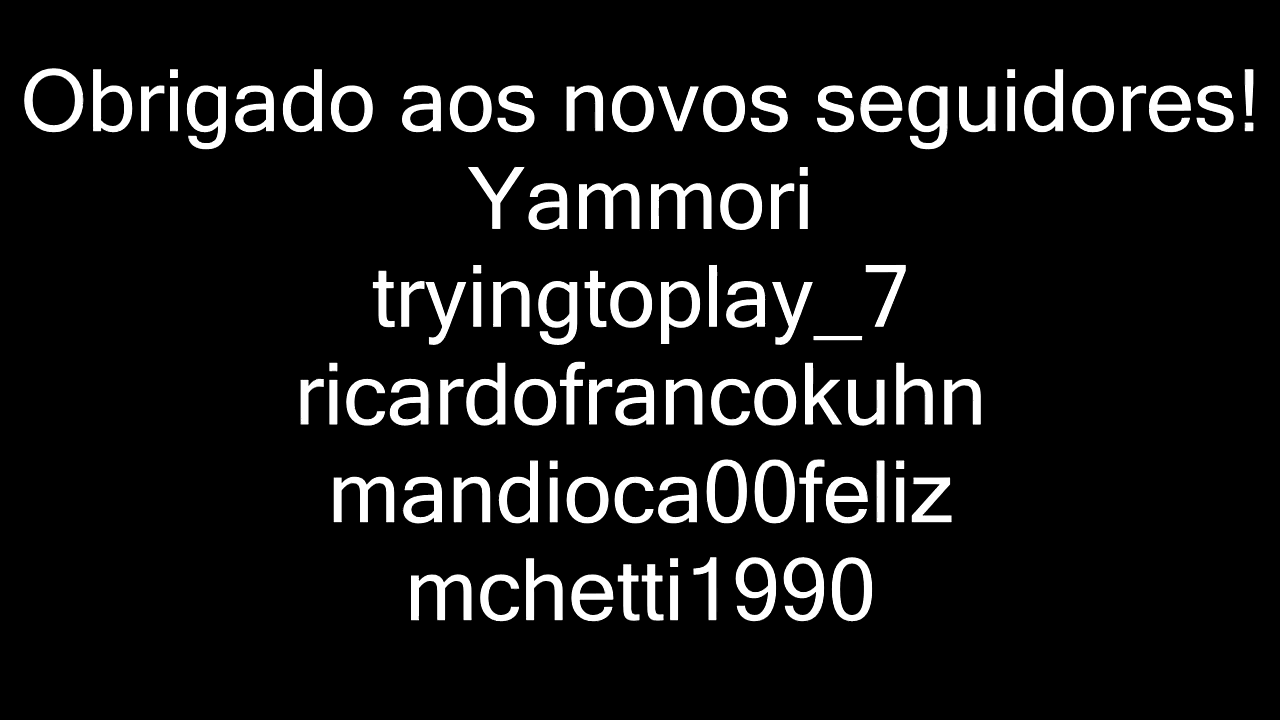 Obrigado aos novos seguidores!
Yammori
tryingtoplay_7
ricardofrancokuhn
mandioca00feliz
mchetti1990